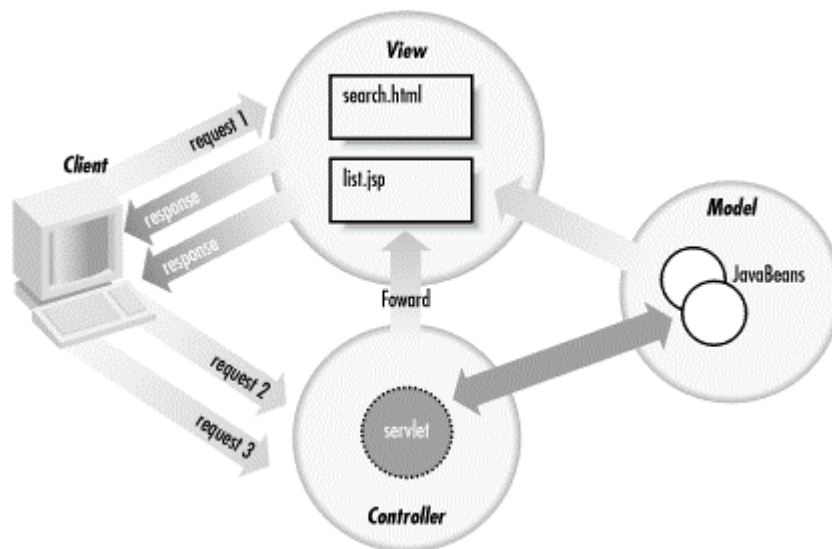 View
search.html
request 1
Client
list.jsp
response
response
Model
JavaBeans
Foward
request 2
servlet
request 3
Controller